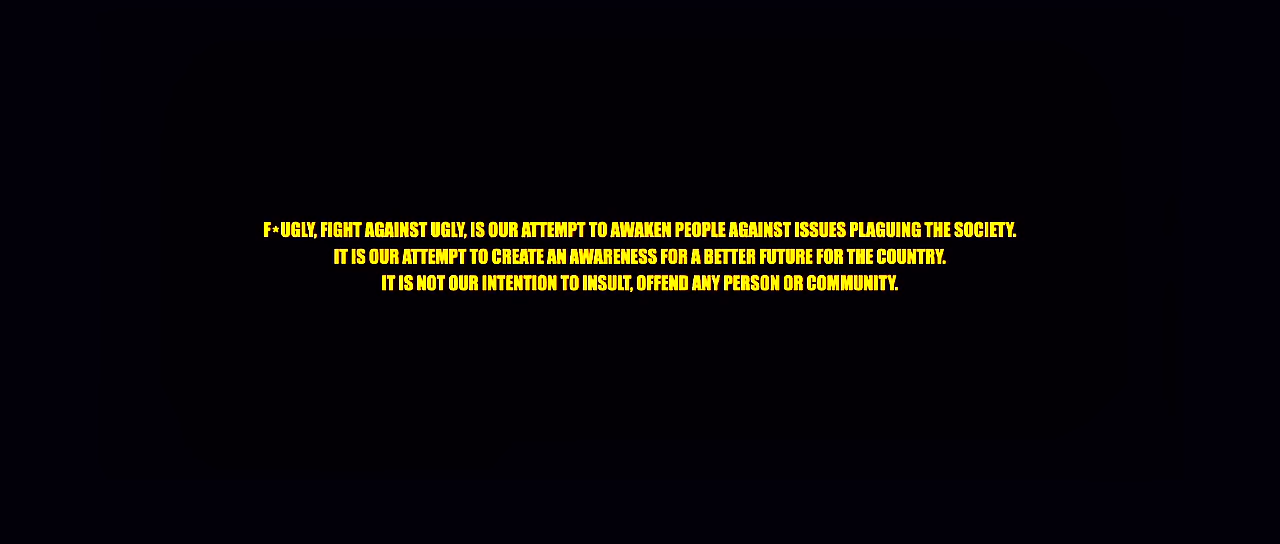 F*UGLY, FIGHT AGAINST UGLY, IS OUR ATTEMPT TO AWAKEN PEOPLE AGAINST ISSUES PLAGUING THE SOCIETY.
IT IS OUR ATTEMPT TO CREATE AN AWARENESS FOR A BETTER FUTURE FOR THE COUNTRY.
IT IS NOT OUR INTENTION TO INSULT, OFFEND ANY PERSON OR COMMUNITY.